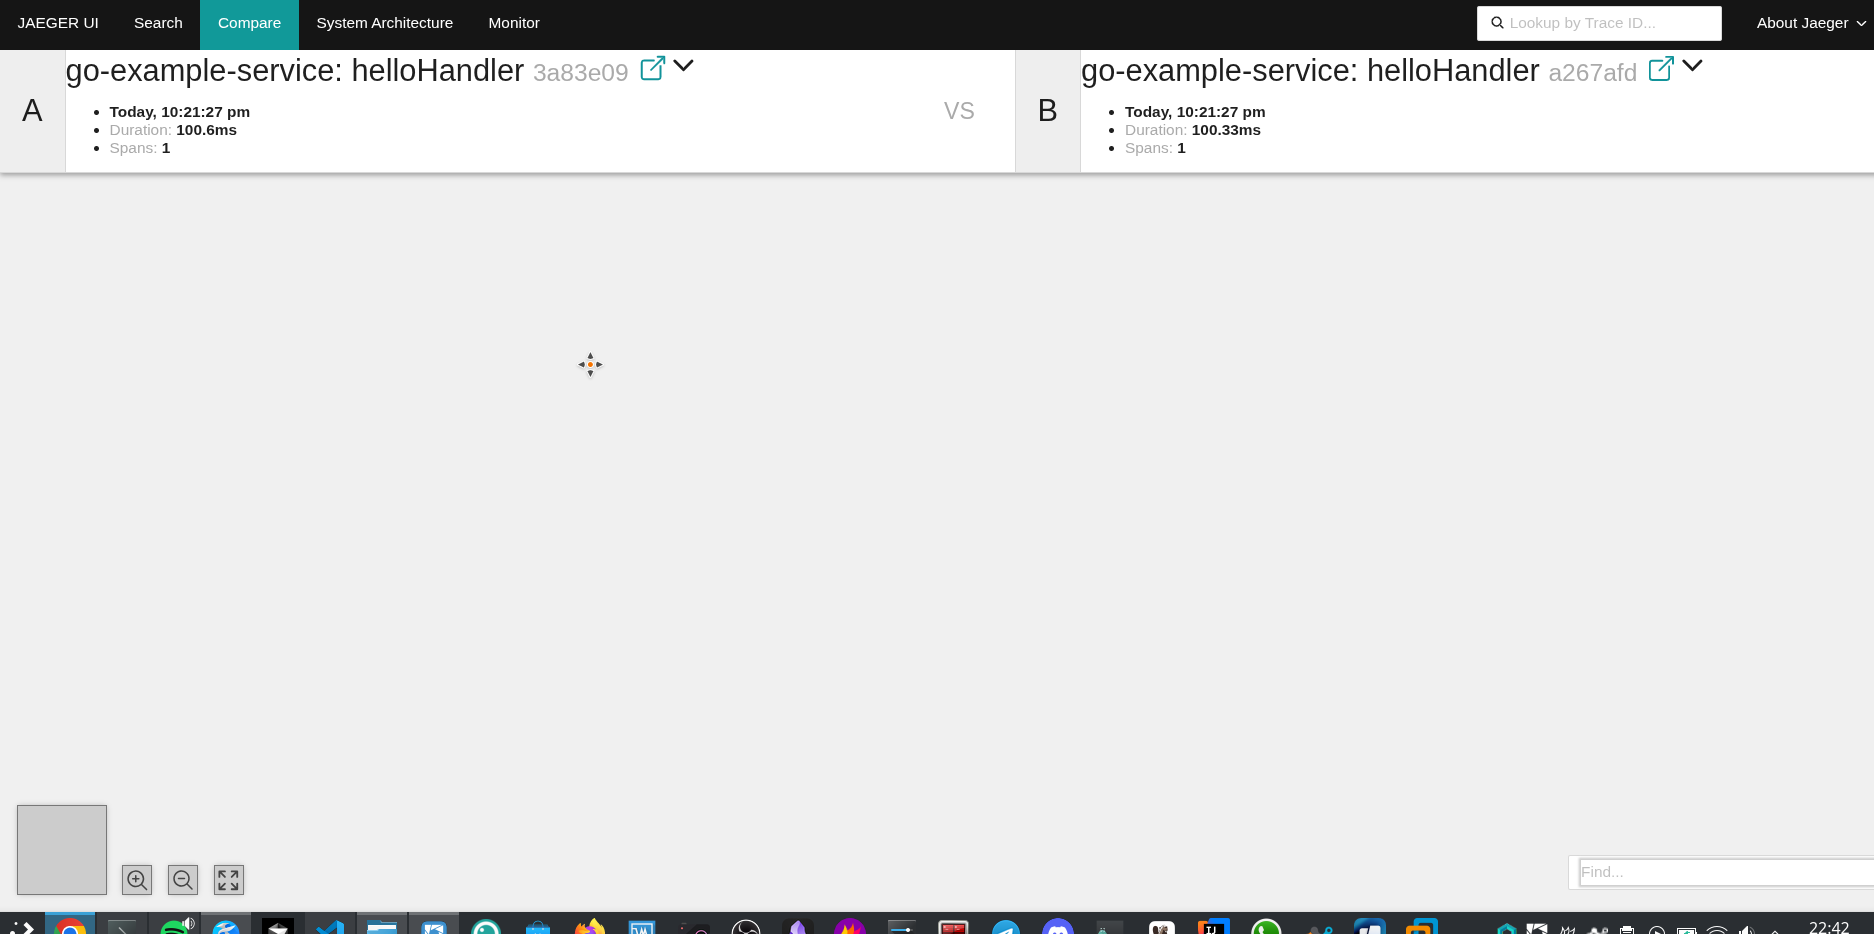 JAEGER UI Search Compare System Architecture Monitor Lookup by Trace ID... About Jaeger
A go-example-service: helloHandler 3a83e09
Today, 10:21:27 pm
Duration: 100.6ms
Spans: 1
VS
B go-example-service: helloHandler a267afd
Today, 10:21:27 pm
Duration: 100.33ms
Spans: 1
Find...
22:42